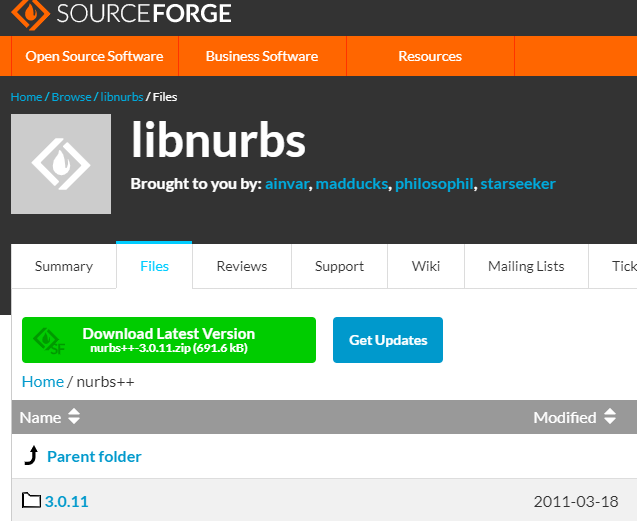 SOURCEFORGE
Open Source Software Business Software Resources
Home / Browse / libnurbs / Files
libnurbs
Brought to you by: ainvar, madducks, philosophil, starseeker
Summary Files Reviews Support Wiki Mailing Lists Tick
Download Latest Version
SF nurbs++-3.0.11.zip (691.6 kB)
Get Updates
Home / nurbs++
Name Modified
Parent folder
3.0.11 2011-03-18